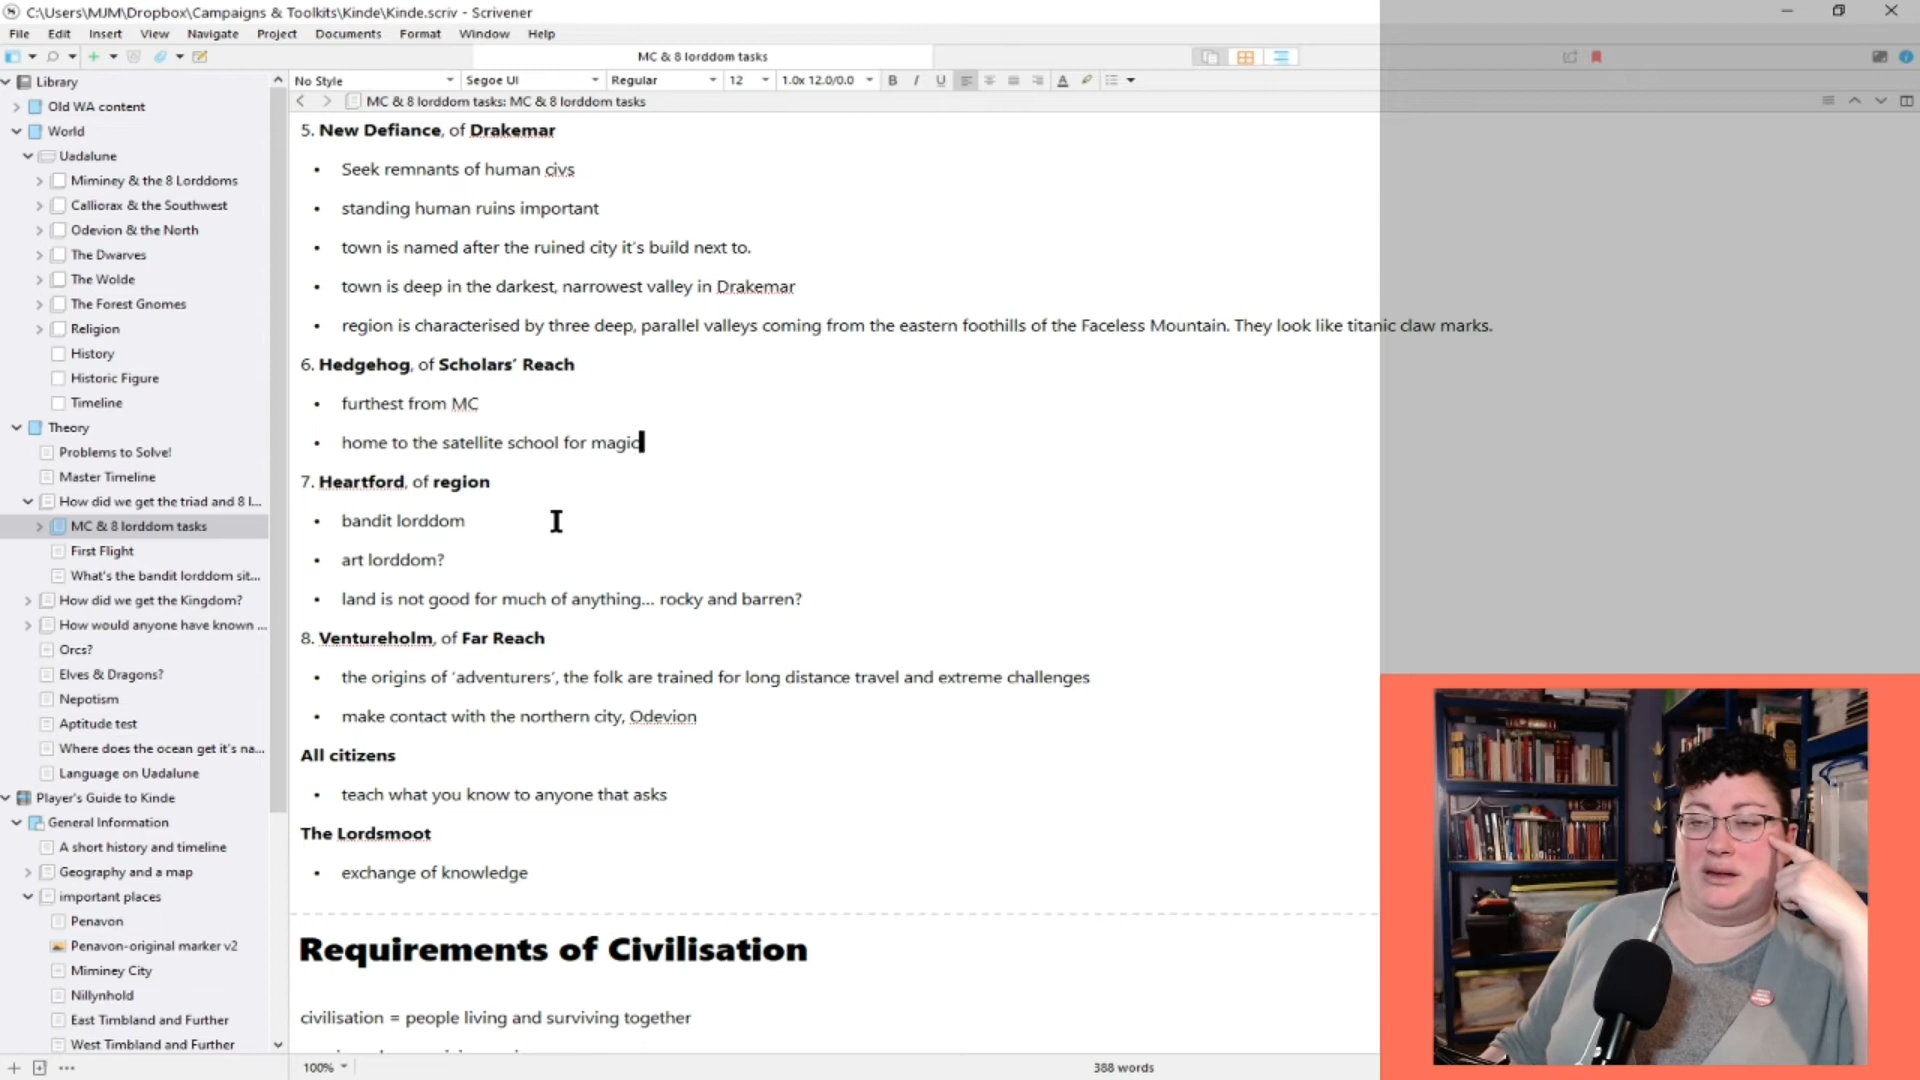 C:\Users\MJM\Dropbox\Campaigns & Toolkits\Kinde\Kinde.scriv - Scrivener
File Edit Insert View Navigate Project Documents Format Window Help
MC & 8 lorddom tasks
No Style Segoe UI Regular 12 1.0x 12.0/0.0 B I U A
MC & 8 lorddom tasks: MC & 8 lorddom tasks
Library
Old WA content
World
Uadalune
Miminey & the 8 Lorddoms
Calliorax & the Southwest
Odevion & the North
The Dwarves
The Wolde
The Forest Gnomes
Religion
History
Historic Figure
Timeline
Theory
Problems to Solve!
Master Timeline
How did we get the triad and 8 l...
MC & 8 lorddom tasks
First Flight
What's the bandit lorddom sit...
How did we get the Kingdom?
How would anyone have known ...
Orcs?
Elves & Dragons?
Nepotism
Aptitude test
Where does the ocean get it's na...
Language on Uadalune
Player's Guide to Kinde
General Information
A short history and timeline
Geography and a map
important places
Penavon
Penavon-original marker v2
Miminey City
Nillynhold
East Timbland and Further
West Timbland and Further
5. New Defiance, of Drakemar
• Seek remnants of human civs
• standing human ruins important
• town is named after the ruined city it's build next to.
• town is deep in the darkest, narrowest valley in Drakemar
• region is characterised by three deep, parallel valleys coming from the eastern foothills of the Faceless Mountain. They look like titanic claw marks.
6. Hedgehog, of Scholars' Reach
• furthest from MC
• home to the satellite school for magic
7. Heartford, of region
• bandit lorddom
• art lorddom?
• land is not good for much of anything... rocky and barren?
8. Ventureholm, of Far Reach
• the origins of 'adventurers', the folk are trained for long distance travel and extreme challenges
• make contact with the northern city, Odevion
All citizens
• teach what you know to anyone that asks
The Lordsmoot
• exchange of knowledge
Requirements of Civilisation
civilisation = people living and surviving together
100%
388 words